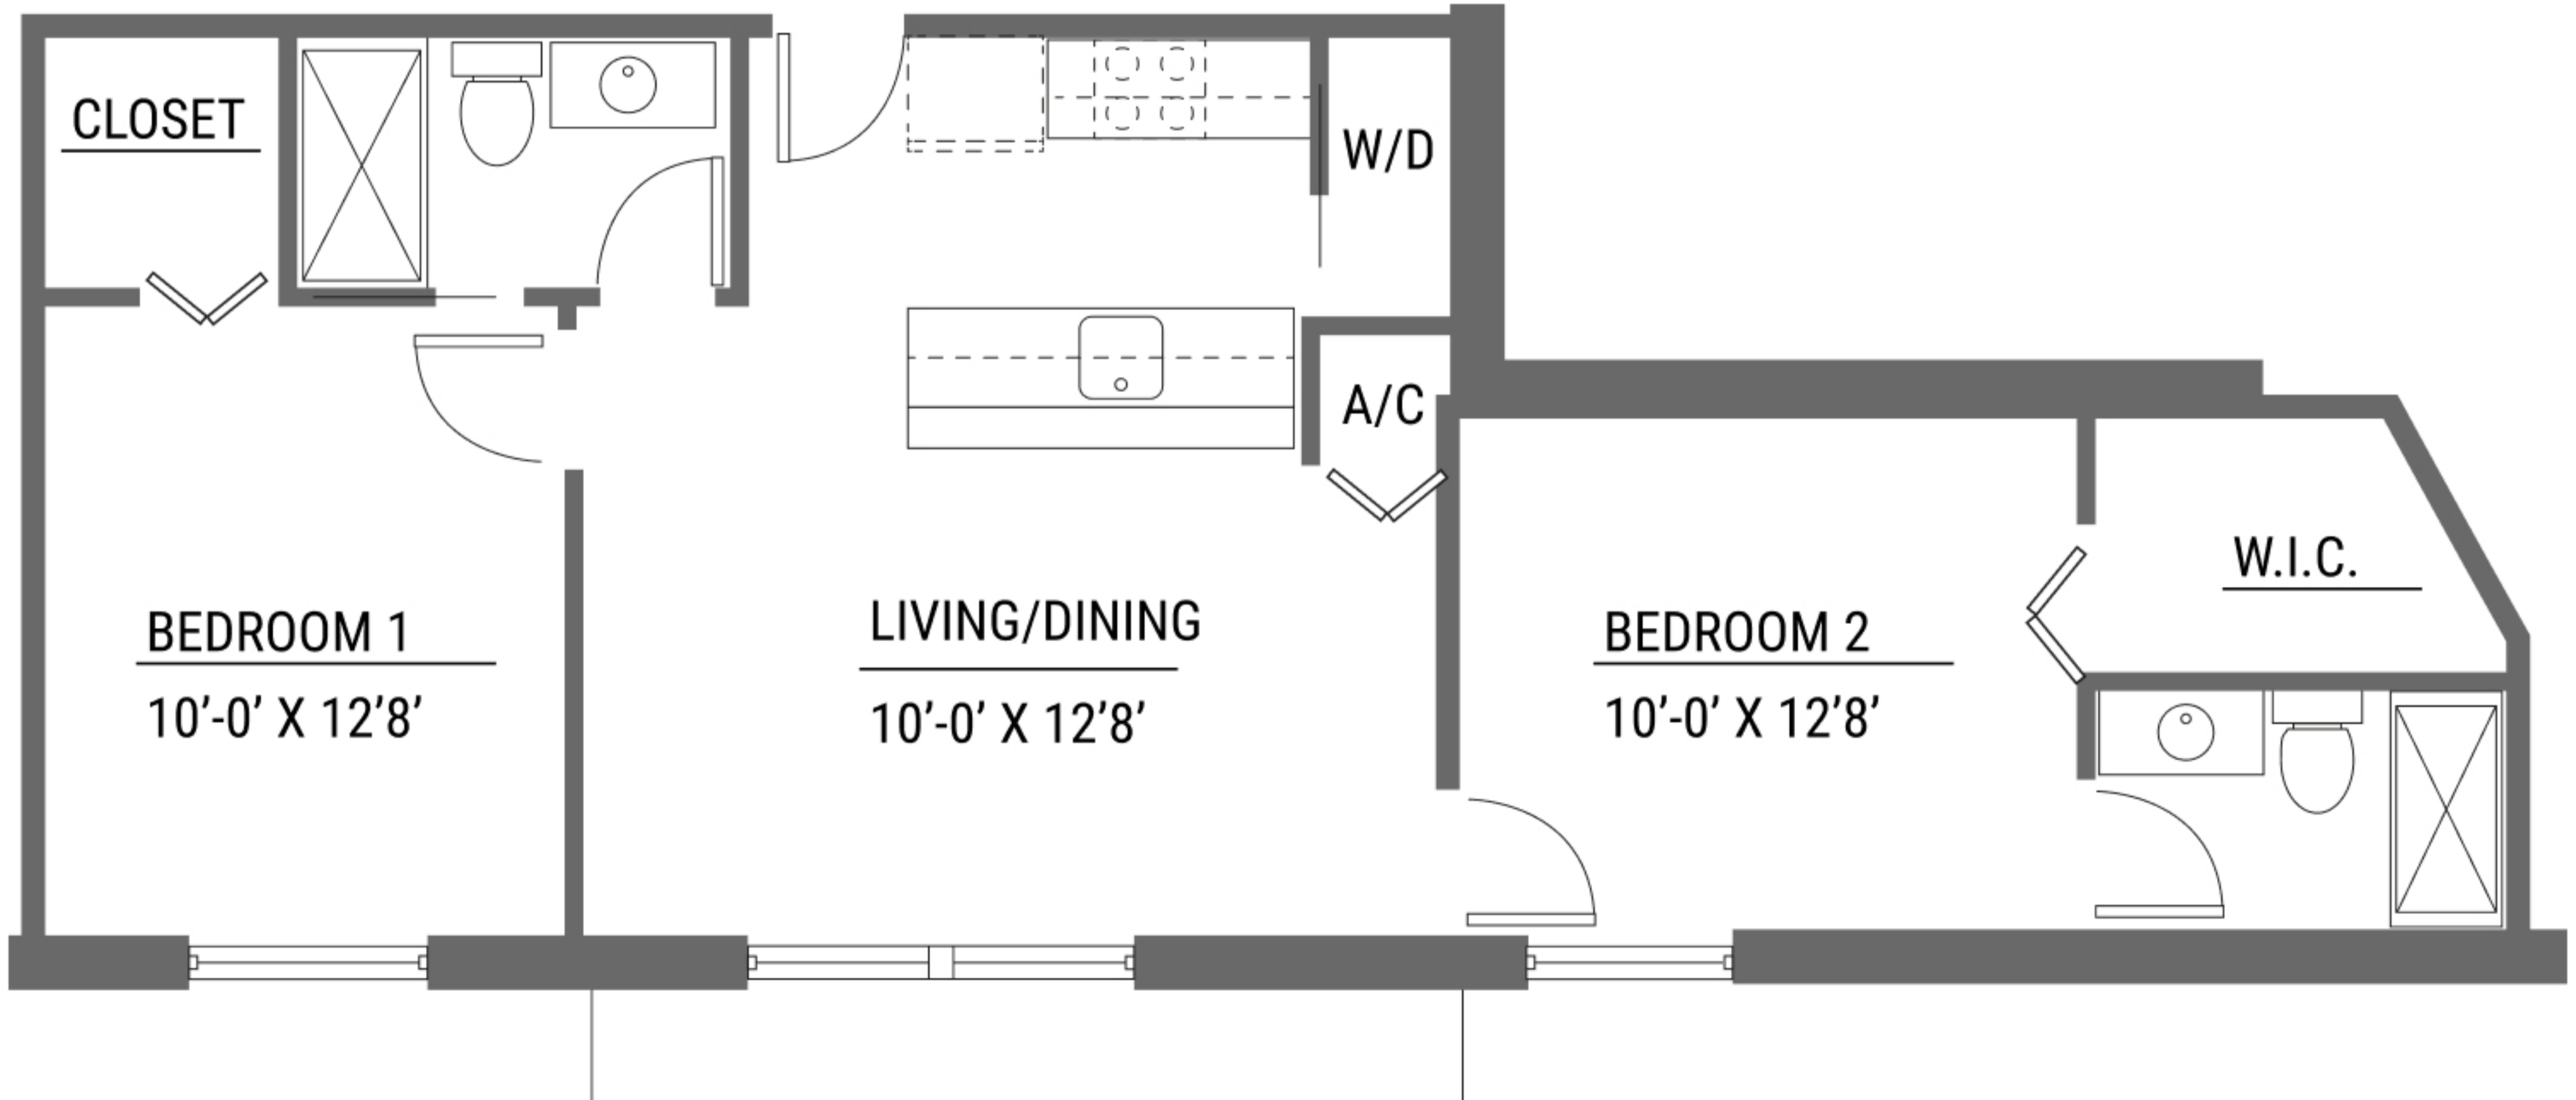 CLOSET
W/D
A/C
W.I.C.
BEDROOM 1
10’-0’ X 12’8’
LIVING/DINING
10’-0’ X 12’8’
BEDROOM 2
10’-0’ X 12’8’